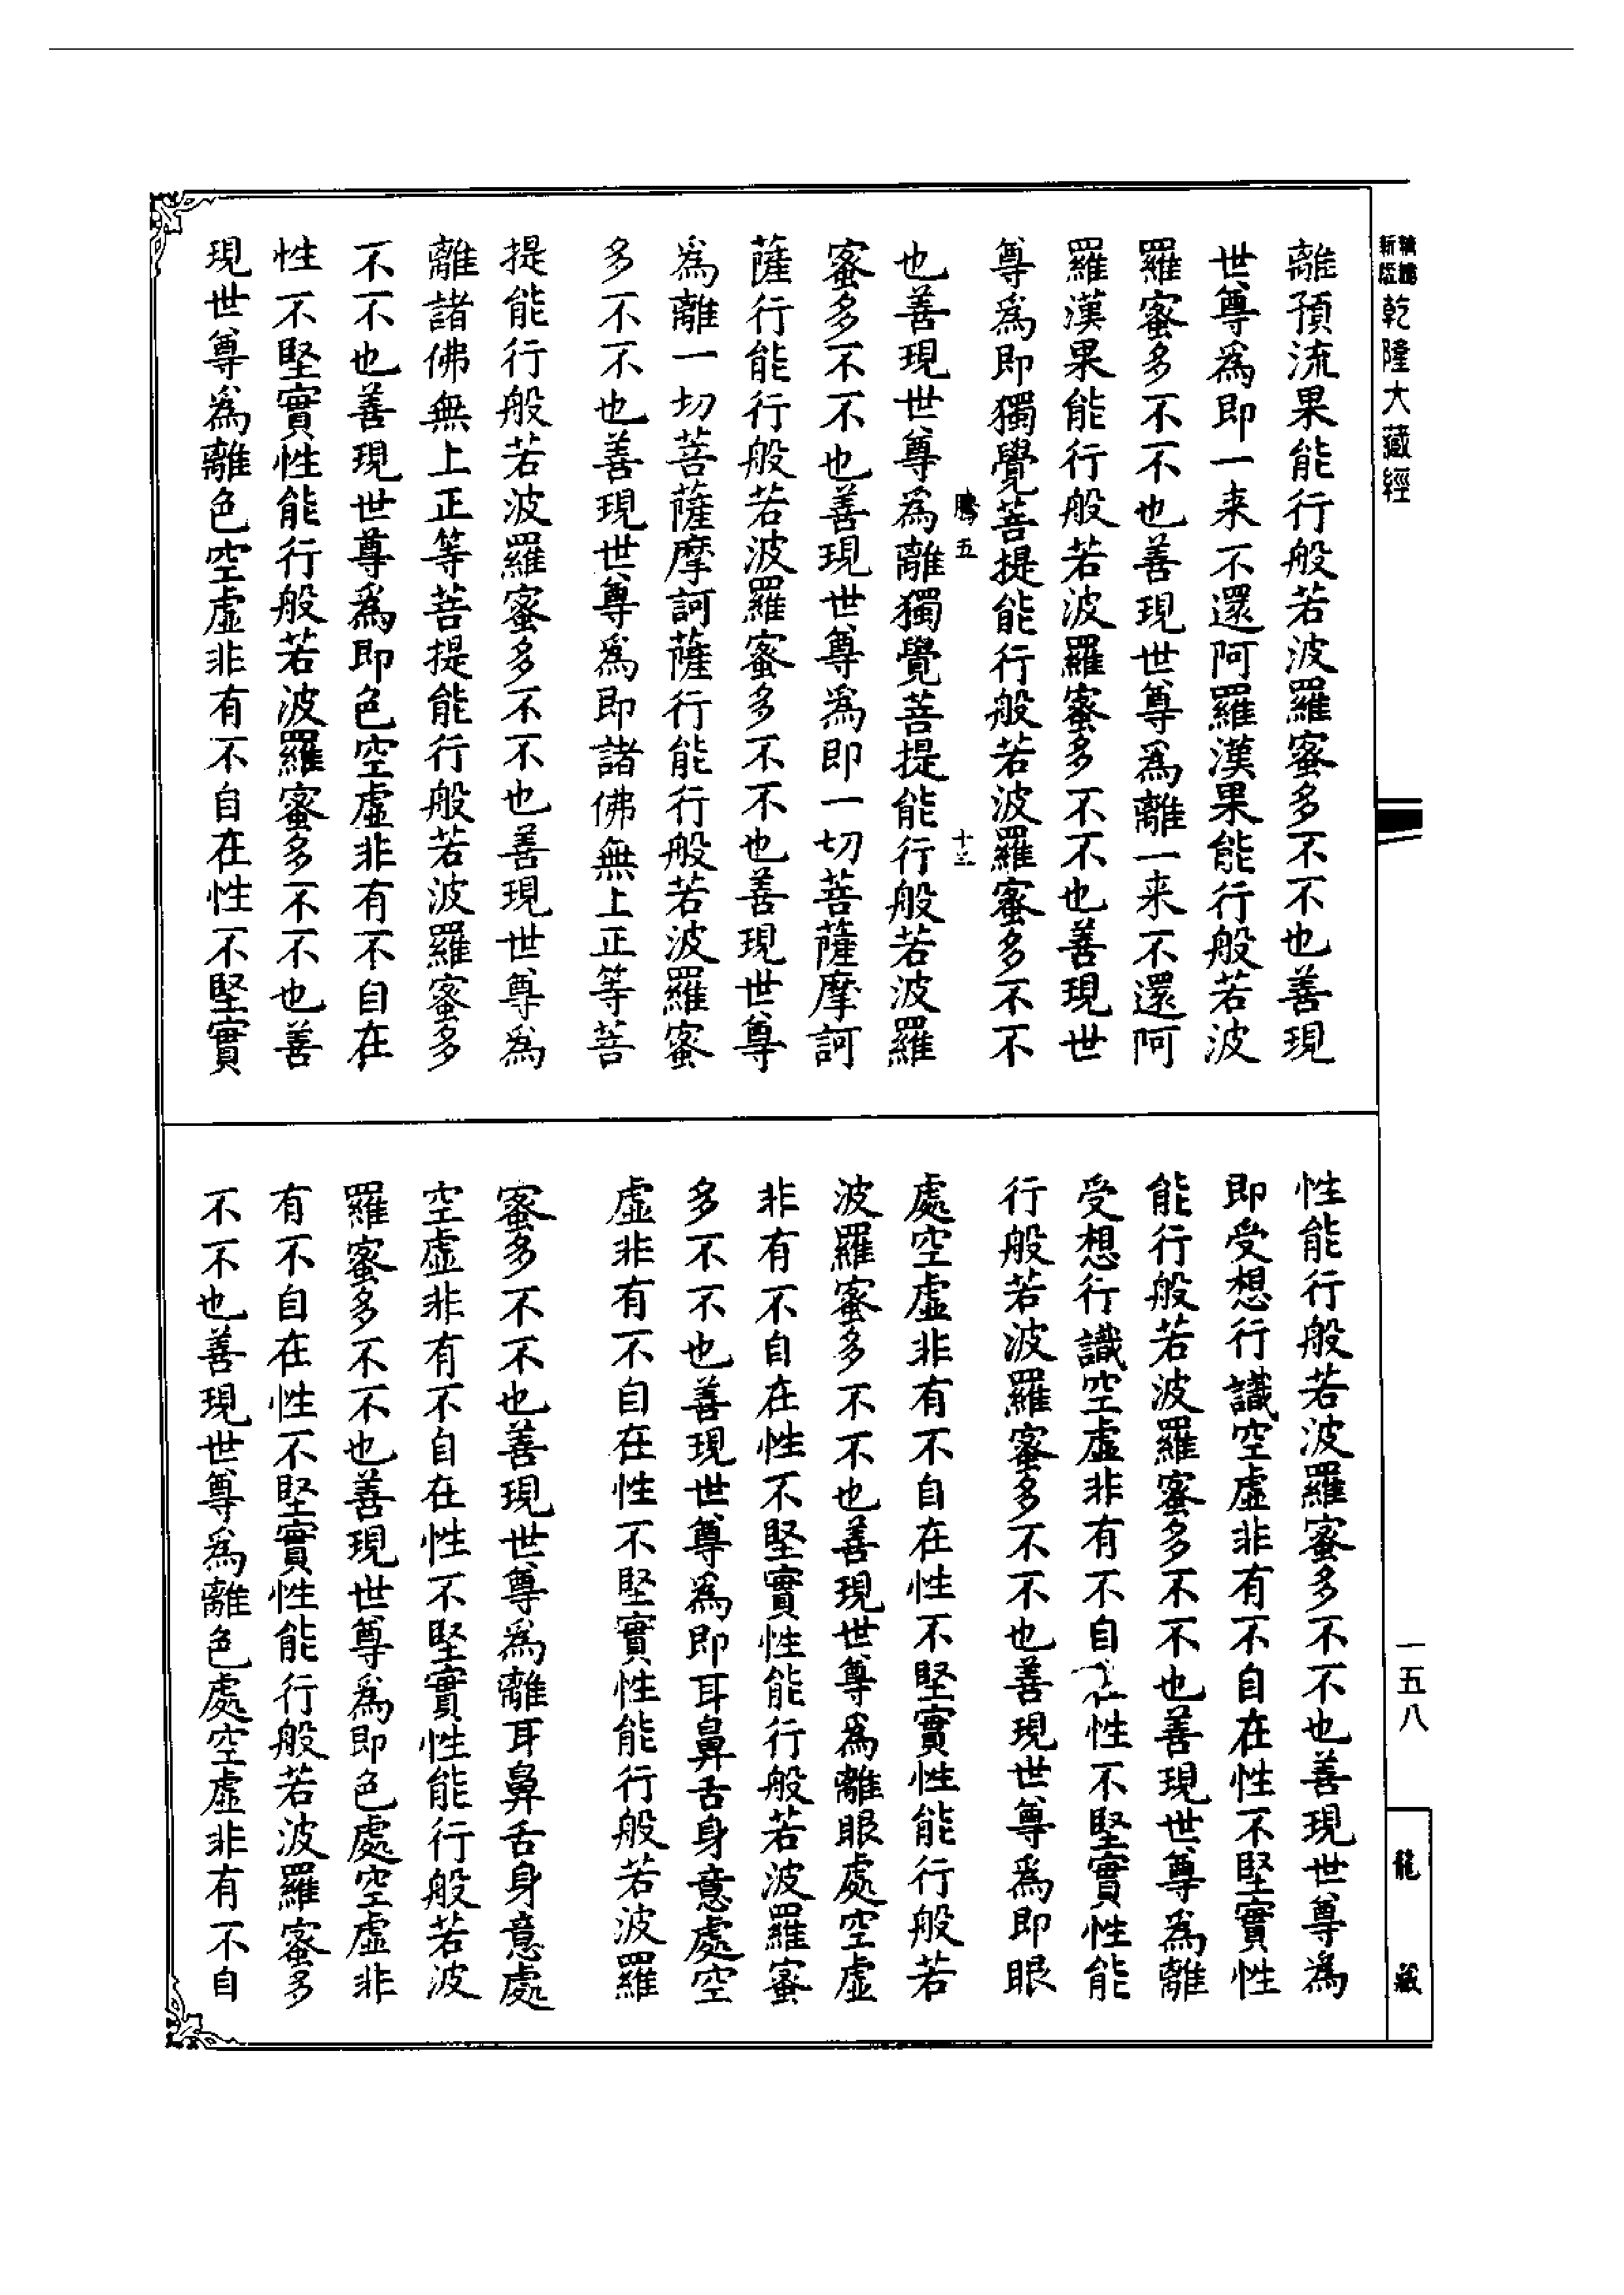 乾隆大藏經
離預流果能行般若波羅蜜多不不也善現
世尊為即一来不還阿羅漢果能行般若波
羅蜜多不不也善現世尊為離一来不還阿
羅漢果能行般若波羅蜜多不不也善現世
尊為即獨覺菩提能行般若波羅蜜多不不
騰五
也善現世尊為離獨覺菩提能行般若波羅
蜜多不不也善現世尊為即一切菩薩摩訶
薩行能行般若波羅蜜多不不也善現世尊
為離一切菩薩摩訶薩行能行般若波羅蜜
多不不也善現世尊為即諸佛無上正等菩
提能行般若波羅蜜多不不也善現世尊為
離諸佛無上正等菩提能行般若波羅蜜多
不不也善現世尊為即色空虛非有不自在
性不堅實性能行般若波羅蜜多不不也善
現世尊為離色空虛非有不自在性不堅實
性能行般若波羅蜜多不不也善現世尊為
即受想行識空虛非有不自在性不堅實性
能行般若波羅蜜多不不也善現世尊為離
受想行識空虛非有不自在性不堅實性能
行般若波羅蜜多不不也善現世尊為即眼
處空虛非有不自在性不堅實性能行般若
波羅蜜多不不也善現世尊為離眼處空虛
非有不自在性不堅實性能行般若波羅蜜
多不不也善現世尊為即耳鼻舌身意處空
虛非有不自在性不堅實性能行般若波羅
蜜多不不也善現世尊為離耳鼻舌身意處
空虛非有不自在性不堅實性能行般若波
羅蜜多不不也善現世尊為即色處空虛非
有不自在性不堅實性能行般若波羅蜜多
不不也善現世尊為離色處空虛非有不自
一五八
龍藏